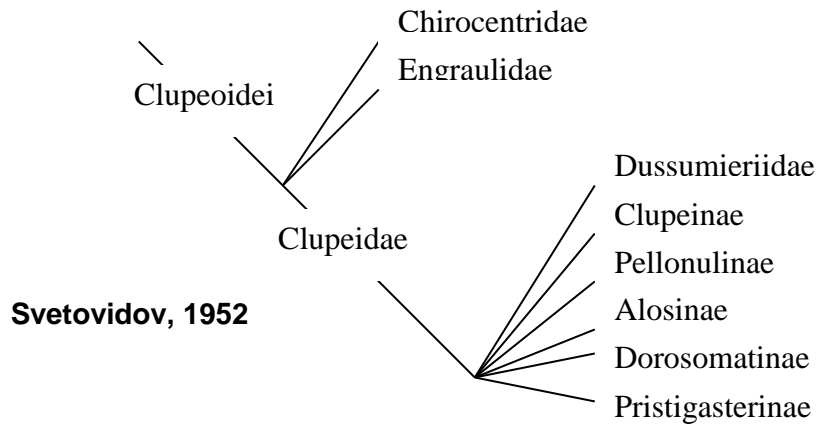 Chirocentridae
Engraulidae
Clupeoidei
Dussumieriidae
Clupeinae
Clupeidae
Pellonulinae
Svetovidov, 1952
Alosinae
Dorosomatinae
Pristigasterinae